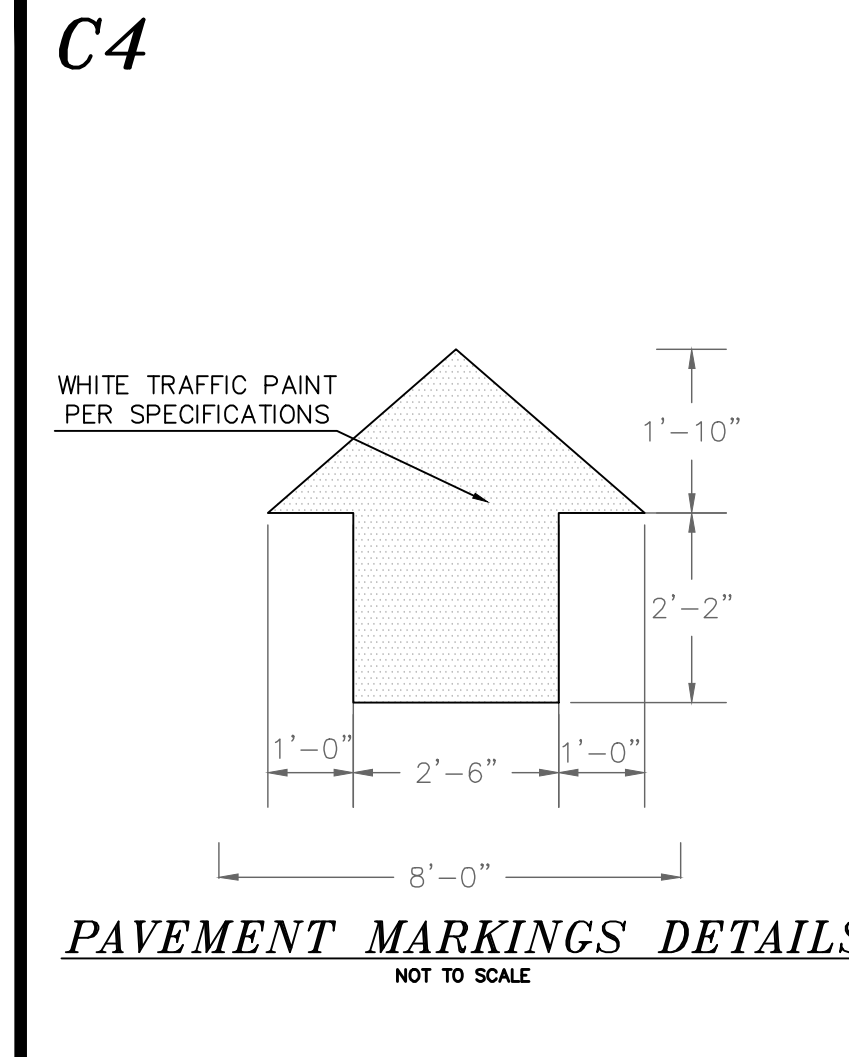 C4
WHITE TRAFFIC PAINT
PER SPECIFICATIONS
1'-10"
2'-2"
1'-0"
2'-6"
1'-0"
8'-0"
PAVEMENT MARKINGS DETAILS
NOT TO SCALE